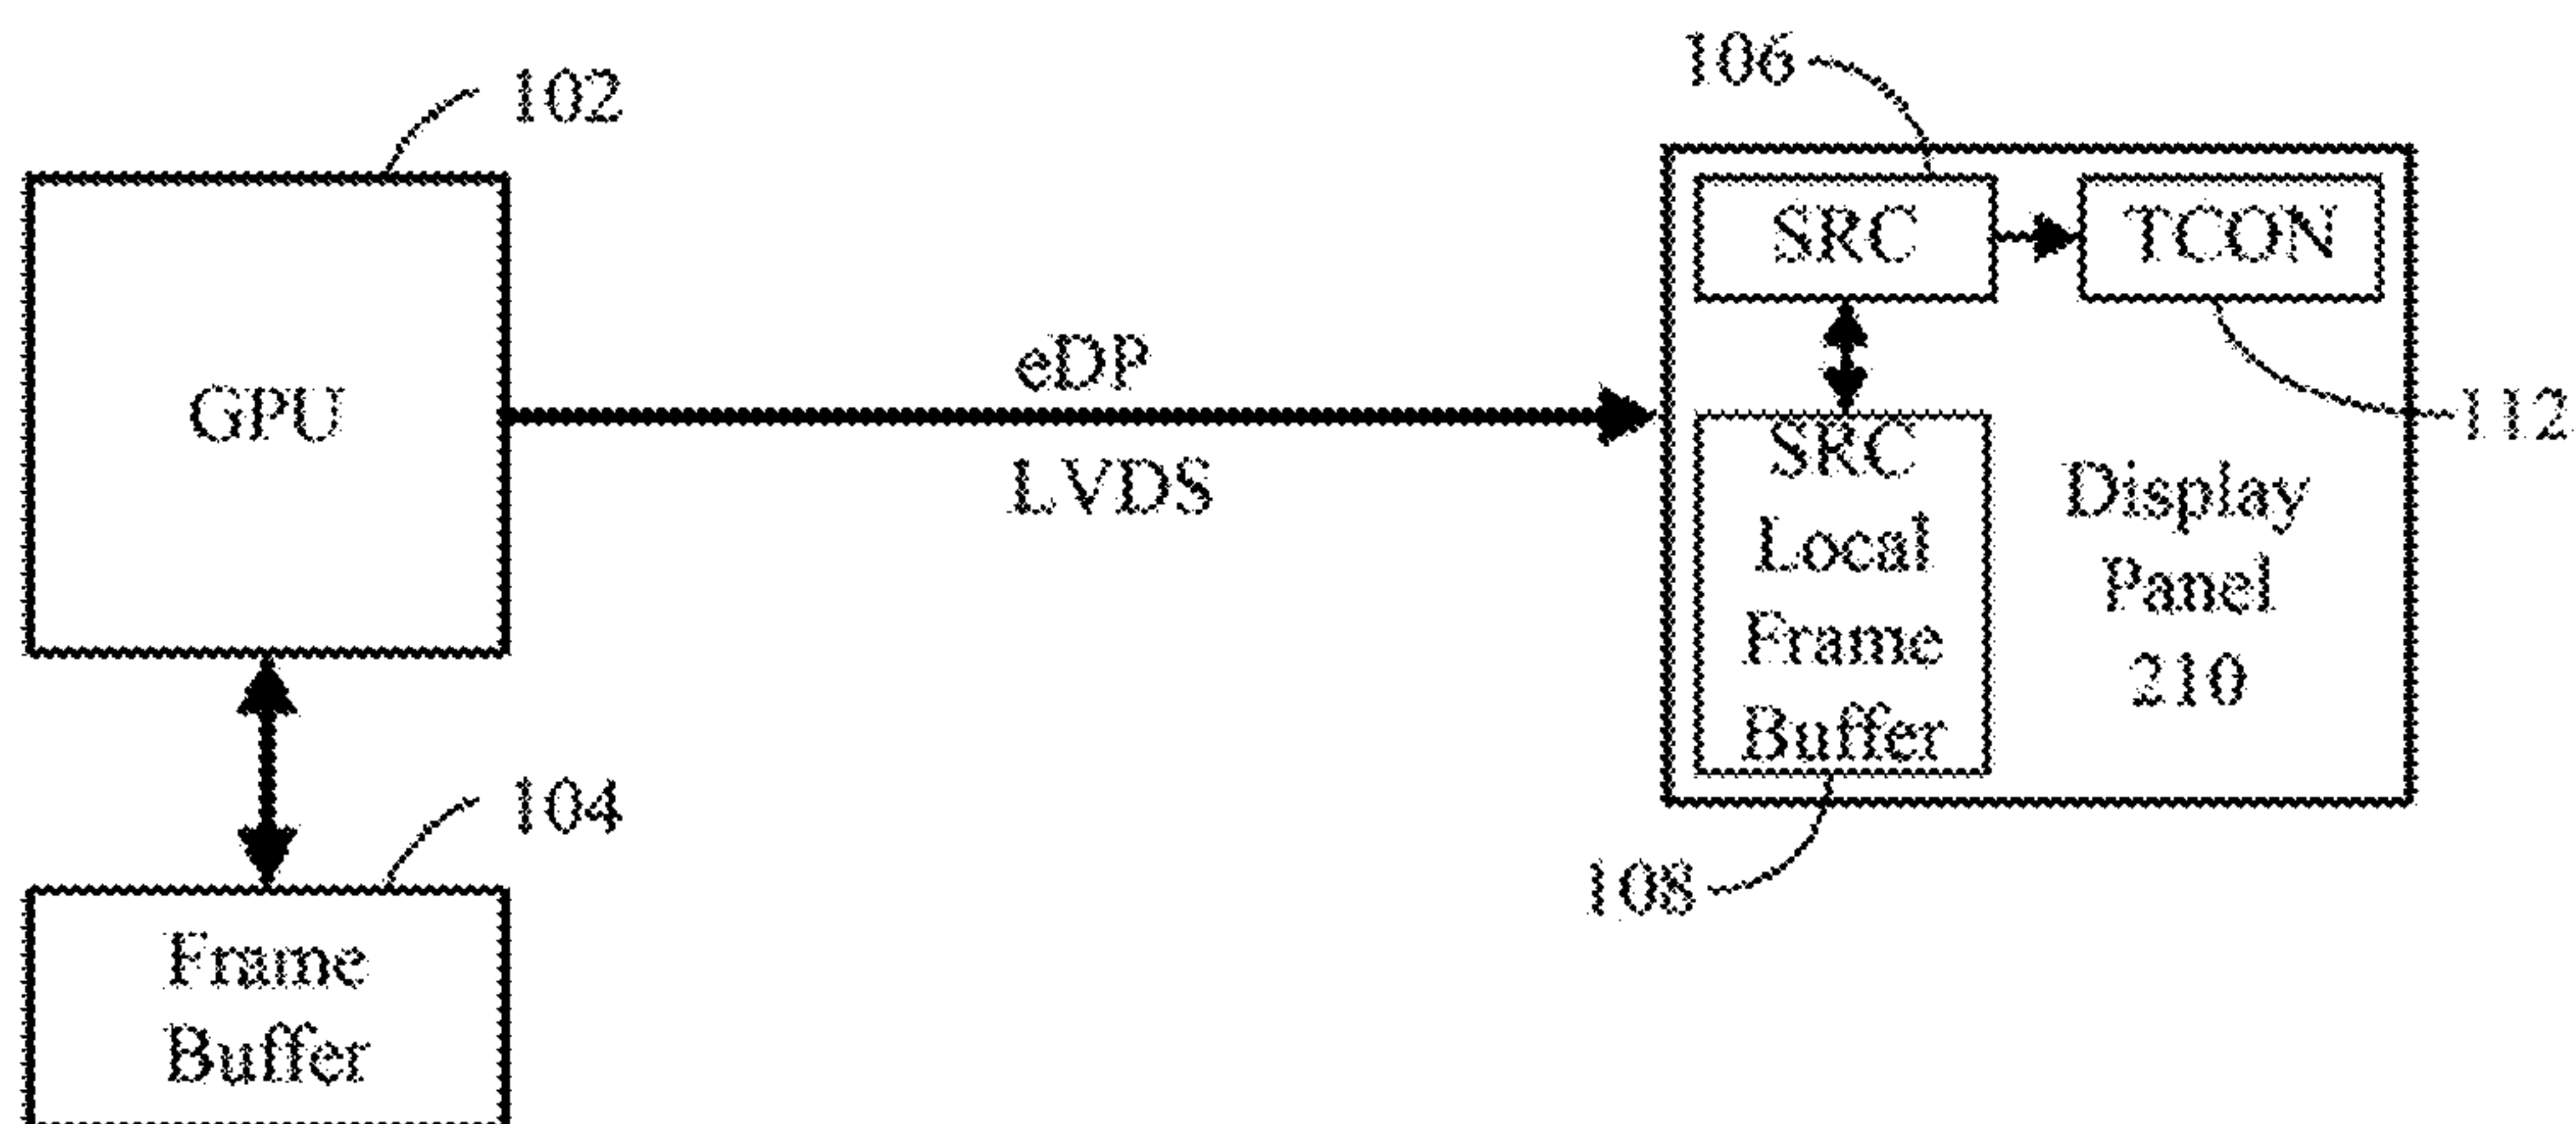 102
106
GPU
eDP
LVDS
SRC
TCON
SRC
Local
Frame
Buffer
Display
Panel
210
112
104
108
Frame
Buffer